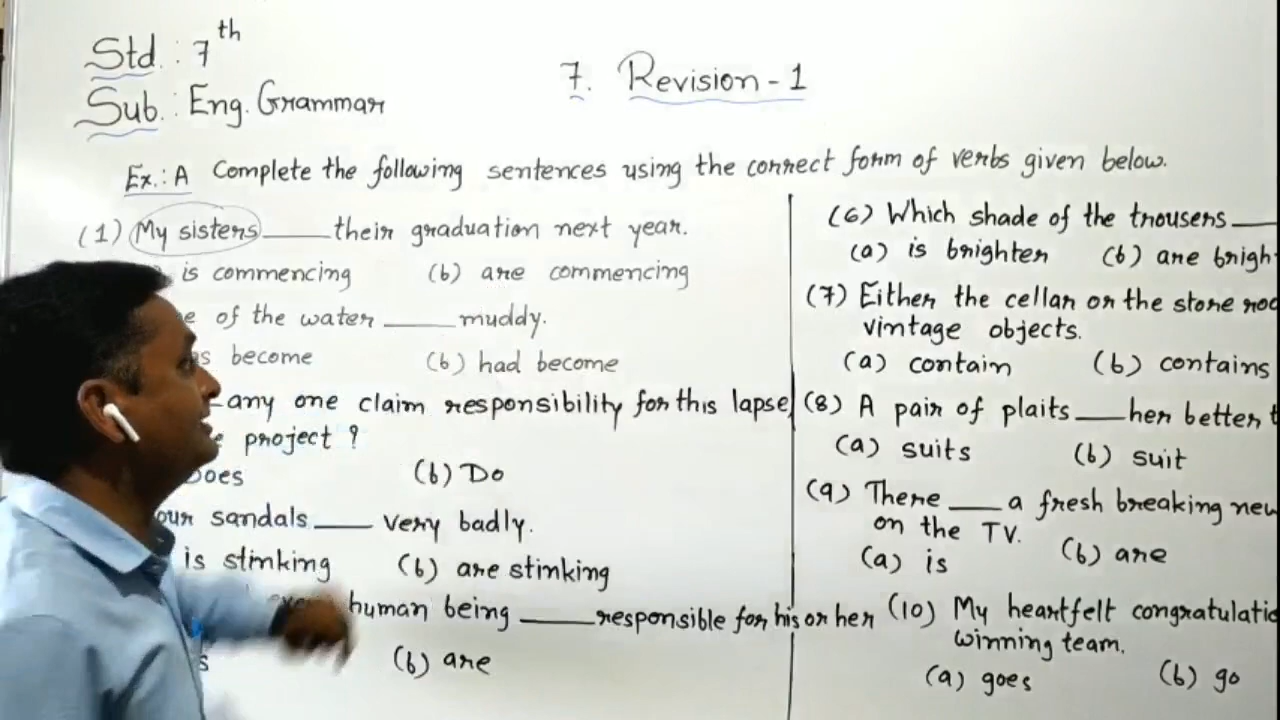 Std. : 7th
Sub. : Eng. Grammar
7. Revision - 1
Ex.: A Complete the following sentences using the correct form of verbs given below.
(1) My sisters ____ their graduation next year.
is commencing (b) are commencing
of the water ____ muddy.
become (b) had become
any one claim responsibility for this lapse
project ?
Does (b) Do
sandals ____ very badly.
is stinking (b) are stinking
human being ____ responsible for his or her
(b) are
(6) Which shade of the trousers ____
(a) is brighter (b) are brigh
(7) Either the cellar or the store roo
vintage objects.
(a) contain (b) contains
(8) A pair of plaits ____ her better t
(a) suits (b) suit
(9) There ____ a fresh breaking new
on the TV.
(a) is (b) are
(10) My heartfelt congratulatio
winning team.
(a) goes (b) go